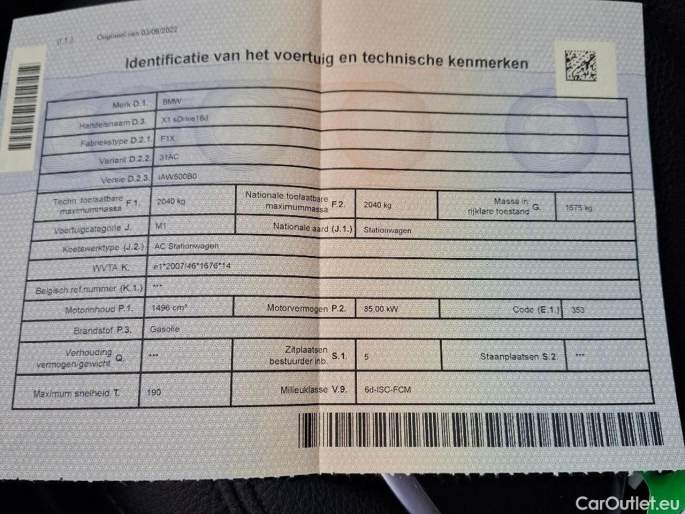 Origineel van 03/08/2022
Identificatie van het voertuig en technische kenmerken
Merk D.1. BMW
Handelsnaam D.3. X1 sDrive16d
Fabriekstype D.2.1. F1X
Variant D.2.2. 31AC
Versie D.2.3.
Techn. toelaatbare maximummassa F.1. 2040 kg Nationale toelaatbare maximummassa F.2. 2040 kg Massa in rijklare toestand G. 1575 kg
Voertuigcategorie J. M1 Nationale aard (J.1.) Stationwagen
Koetswerktype (J.2.) AC Stationwagen
WVTA K. e1*2007/46*1676*14
Belgisch ref.nummer (K.1.) ***
Motorinhoud P.1. 1496 cm³ Motorvermogen P.2. 85,00 kW Code (E.1.) 353
Brandstof P.3. Gasolie
Verhouding vermogen/gewicht Q. *** Zitplaatsen bestuurder inb. S.1. 5 Staanplaatsen S.2. ***
Maximum snelheid T. 190 Milieuklasse V.9. 6d-ISC-FCM
CarOutlet.eu